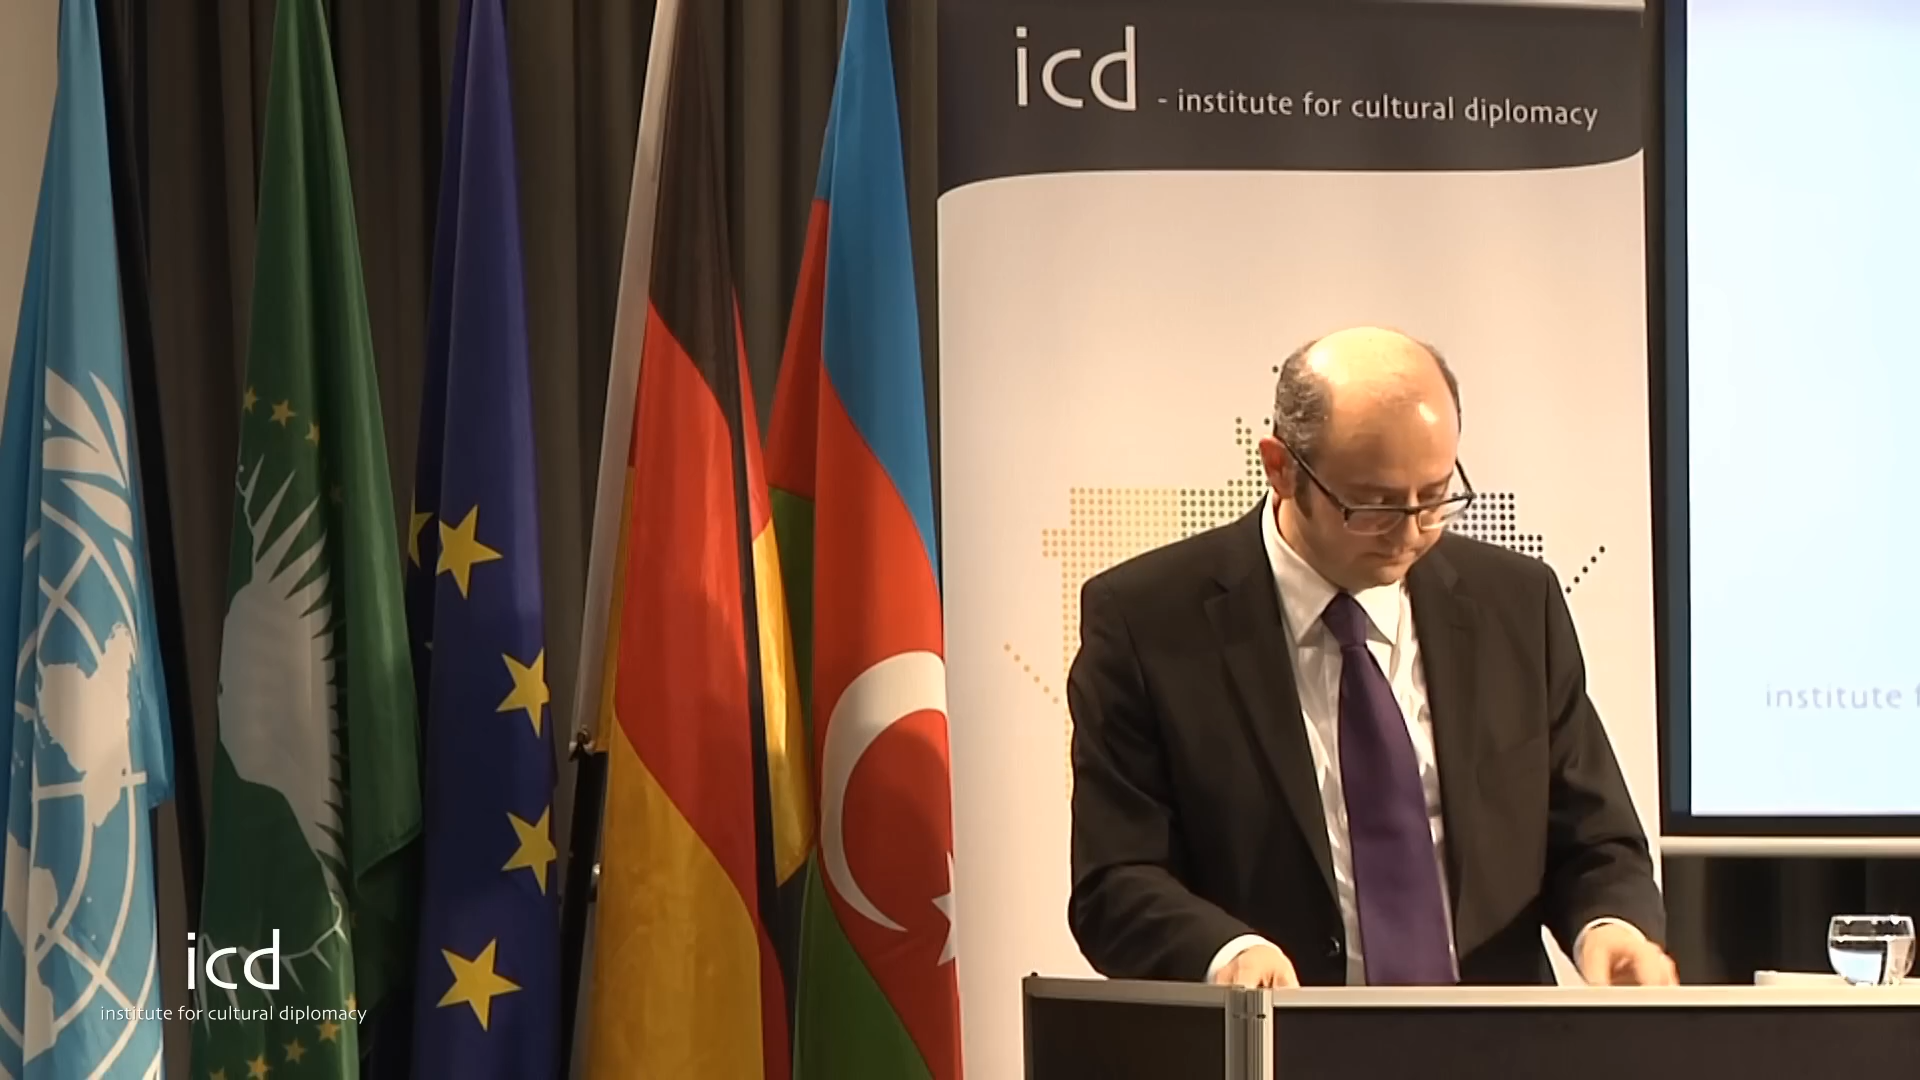 icd - institute for cultural diplomacy
institute f
icd
institute for cultural diplomacy